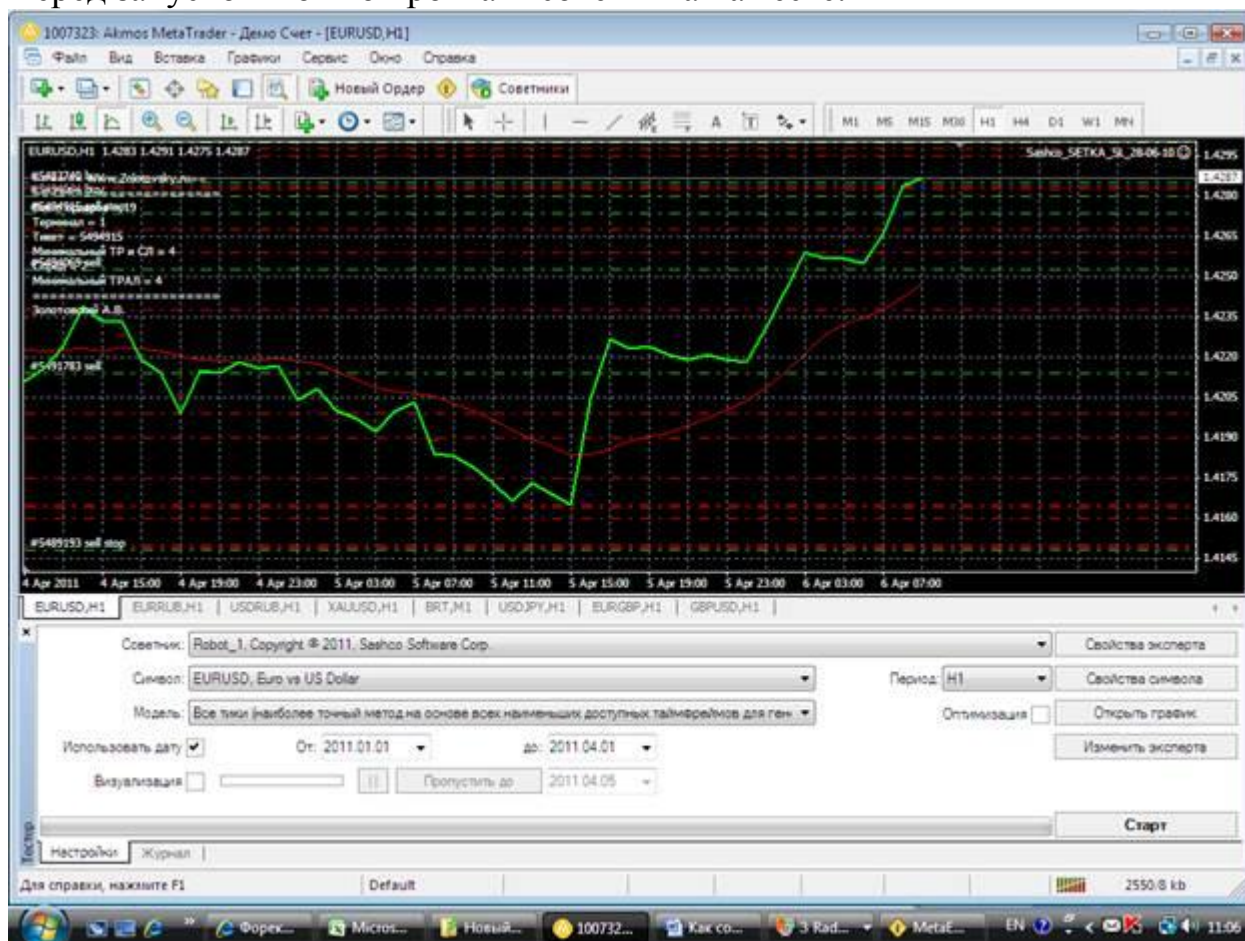 1007323: Akmos MetaTrader - Демо Счет - [EURUSD,H1]
Файл Вид Вставка Графики Сервис Окно Справка
Новый Ордер Советники
M1 M5 M15 M30 H1 H4 D1 W1 MN
EURUSD,H1 1.4283 1.4291 1.4275 1.4287
Sashco_SETKA_SL_28-06-10
1.4295
1.4287
1.4280
Терминал = 1
Тикет = 5494915
1.4265
Минимальный ТР и СЛ = 4
1.4250
Минимальный ТРАЛ = 4
====================
Золотовский А.В.
1.4235
1.4220
#5491783 sell
1.4205
1.4190
1.4175
1.4160
#5489193 sell stop
1.4145
4 Apr 2011 4 Apr 15:00 4 Apr 19:00 4 Apr 23:00 5 Apr 03:00 5 Apr 07:00 5 Apr 11:00 5 Apr 15:00 5 Apr 19:00 5 Apr 23:00 6 Apr 03:00 6 Apr 07:00
EURUSD,H1 | EURRUB,H1 | USDRUB,H1 | XAUUSD,H1 | BRT,M1 | USDJPY,H1 | EURGBP,H1 | GBPUSD,H1 |
Советник: Robot_1, Copyright © 2011, Sashco Software Corp. Свойства эксперта
Символ: EURUSD, Euro vs US Dollar Период: H1 Свойства символа
Модель: Все тики (наиболее точный метод на основе всех наименьших доступных таймфреймов для ген Оптимизация Открыть график
Использовать дату От: 2011.01.01 до: 2011.04.01 Изменить эксперта
Визуализация Пропустить до 2011.04.05
Старт
Тестер
Настройки Журнал |
Для справки, нажмите F1 Default 2550/8 kb
Форек... Micros... Новый... 100732... Как со... 3 Rad... MetaE... EN 11:06